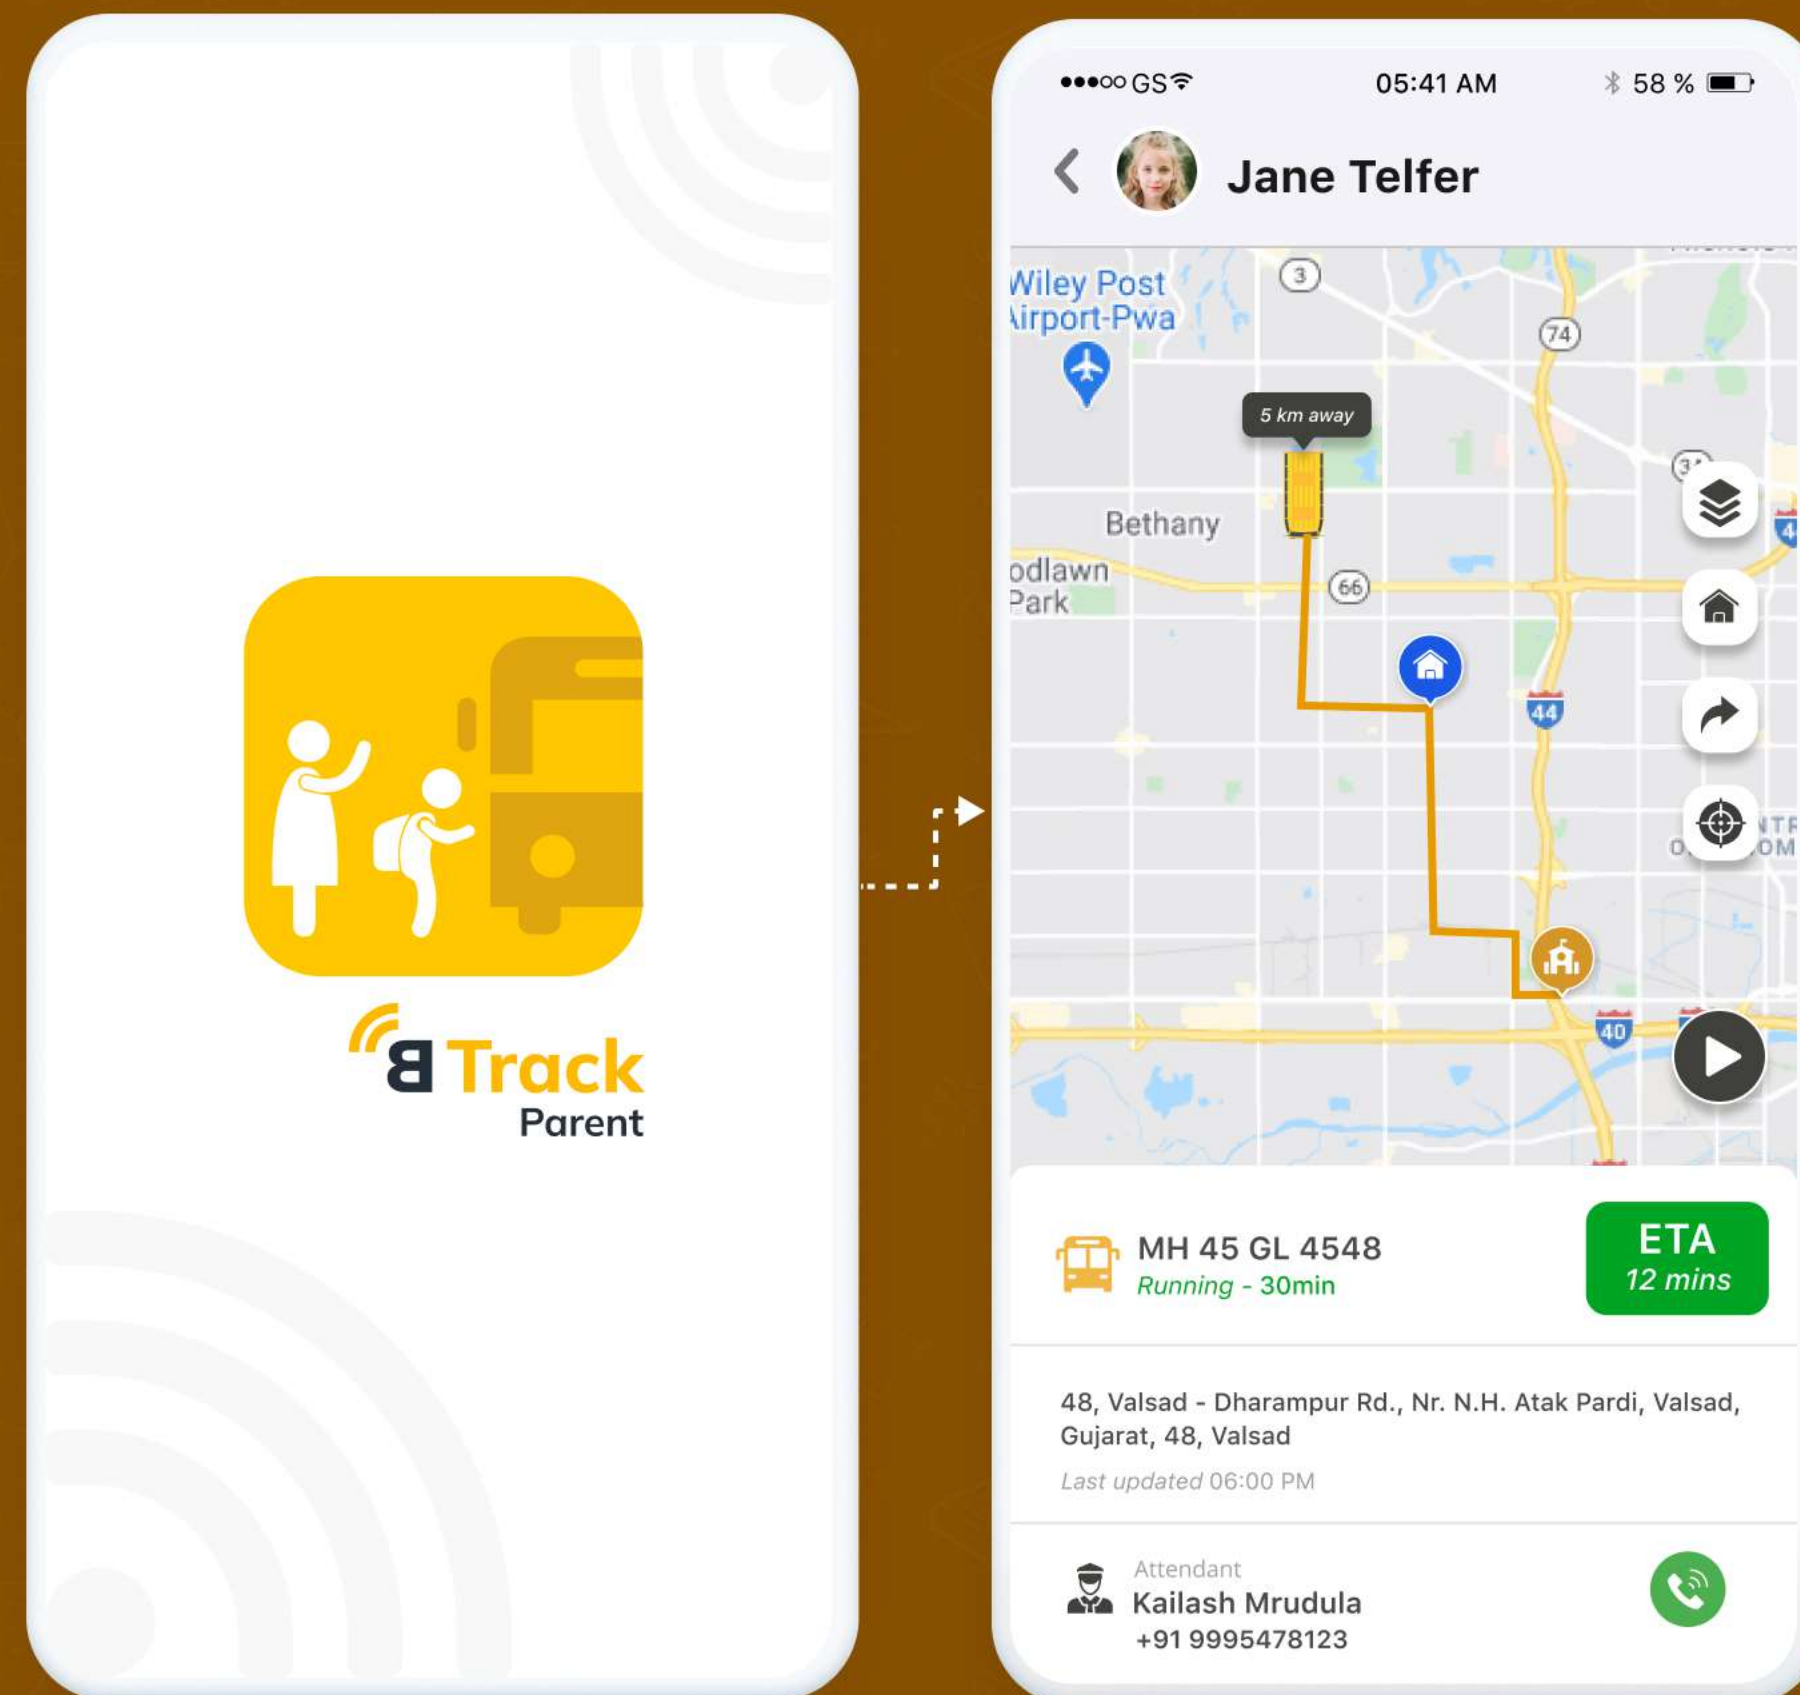 B Track
Parent
GS
05:41 AM
58 %
Jane Telfer
Wiley Post
Airport-Pwa
3
74
5 km away
Bethany
66
44
40
MH 45 GL 4548
Running - 30min
ETA
12 mins
48, Valsad - Dharampur Rd., Nr. N.H. Atak Pardi, Valsad,
Gujarat, 48, Valsad
Last updated 06:00 PM
Attendant
Kailash Mrudula
+91 9995478123